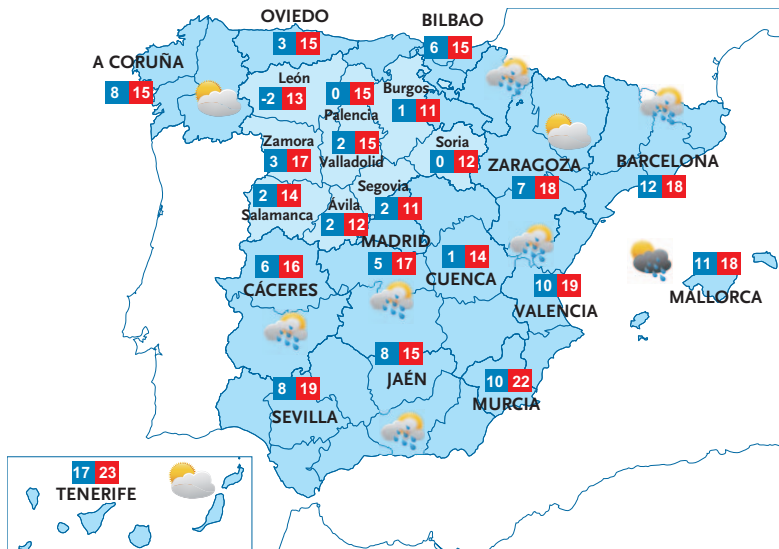 OVIEDO
3 15
BILBAO
6 15
A CORUÑA
8 15
León
-2 13
0 15
Palencia
Burgos
1 11
Zamora
3 17
2 15
Valladolid
Soria
0 12
ZARAGOZA
7 18
BARCELONA
12 18
2 14
Salamanca
Ávila
2 12
Segovia
2 11
MADRID
5 17
1 14
CUENCA
6 16
CÁCERES
10 19
VALENCIA
11 18
MALLORCA
8 15
JAÉN
8 19
SEVILLA
10 22
MURCIA
17 23
TENERIFE